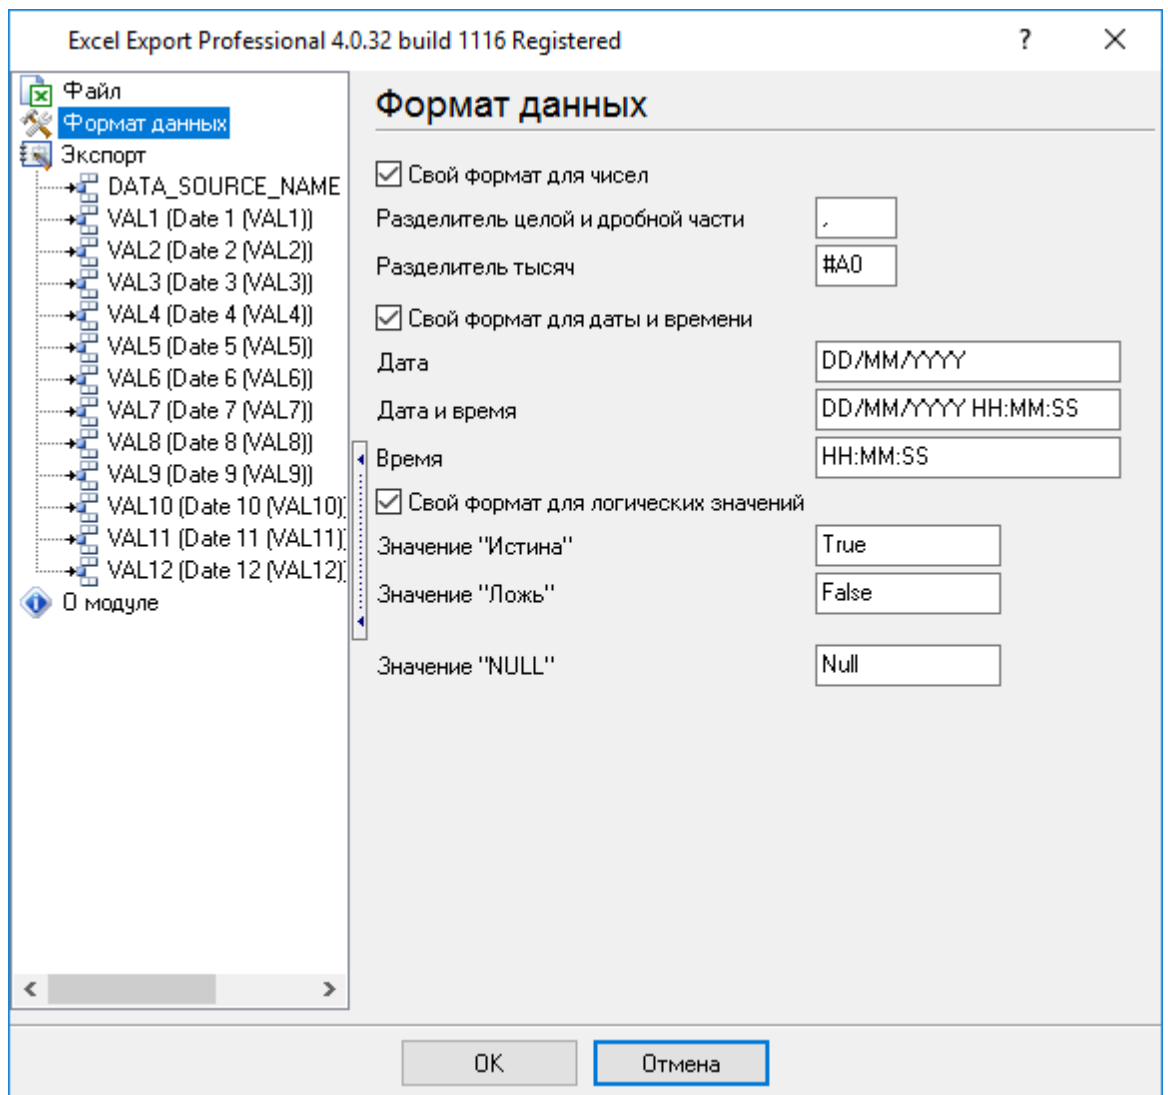 Excel Export Professional 4.0.32 build 1116 Registered
Файл
Формат данных
Экспорт
DATA_SOURCE_NAME
VAL1 (Date 1 (VAL1))
VAL2 (Date 2 (VAL2))
VAL3 (Date 3 (VAL3))
VAL4 (Date 4 (VAL4))
VAL5 (Date 5 (VAL5))
VAL6 (Date 6 (VAL6))
VAL7 (Date 7 (VAL7))
VAL8 (Date 8 (VAL8))
VAL9 (Date 9 (VAL9))
VAL10 (Date 10 (VAL10))
VAL11 (Date 11 (VAL11))
VAL12 (Date 12 (VAL12))
О модуле
Формат данных
Свой формат для чисел
Разделитель целой и дробной части ,
Разделитель тысяч #A0
Свой формат для даты и времени
Дата DD/MM/YYYY
Дата и время DD/MM/YYYY HH:MM:SS
Время HH:MM:SS
Свой формат для логических значений
Значение "Истина" True
Значение "Ложь" False
Значение "NULL" Null
OK Отмена